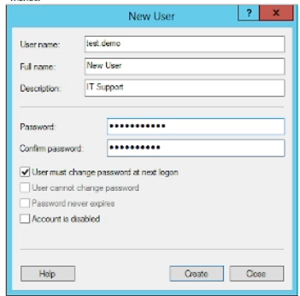 New User
? x
User name: test.demo
Full name: New User
Description: IT Support
Password: •••••••••••
Confirm password: ••••••••••
User must change password at next logon
User cannot change password
Password never expires
Account is disabled
Help Create Close